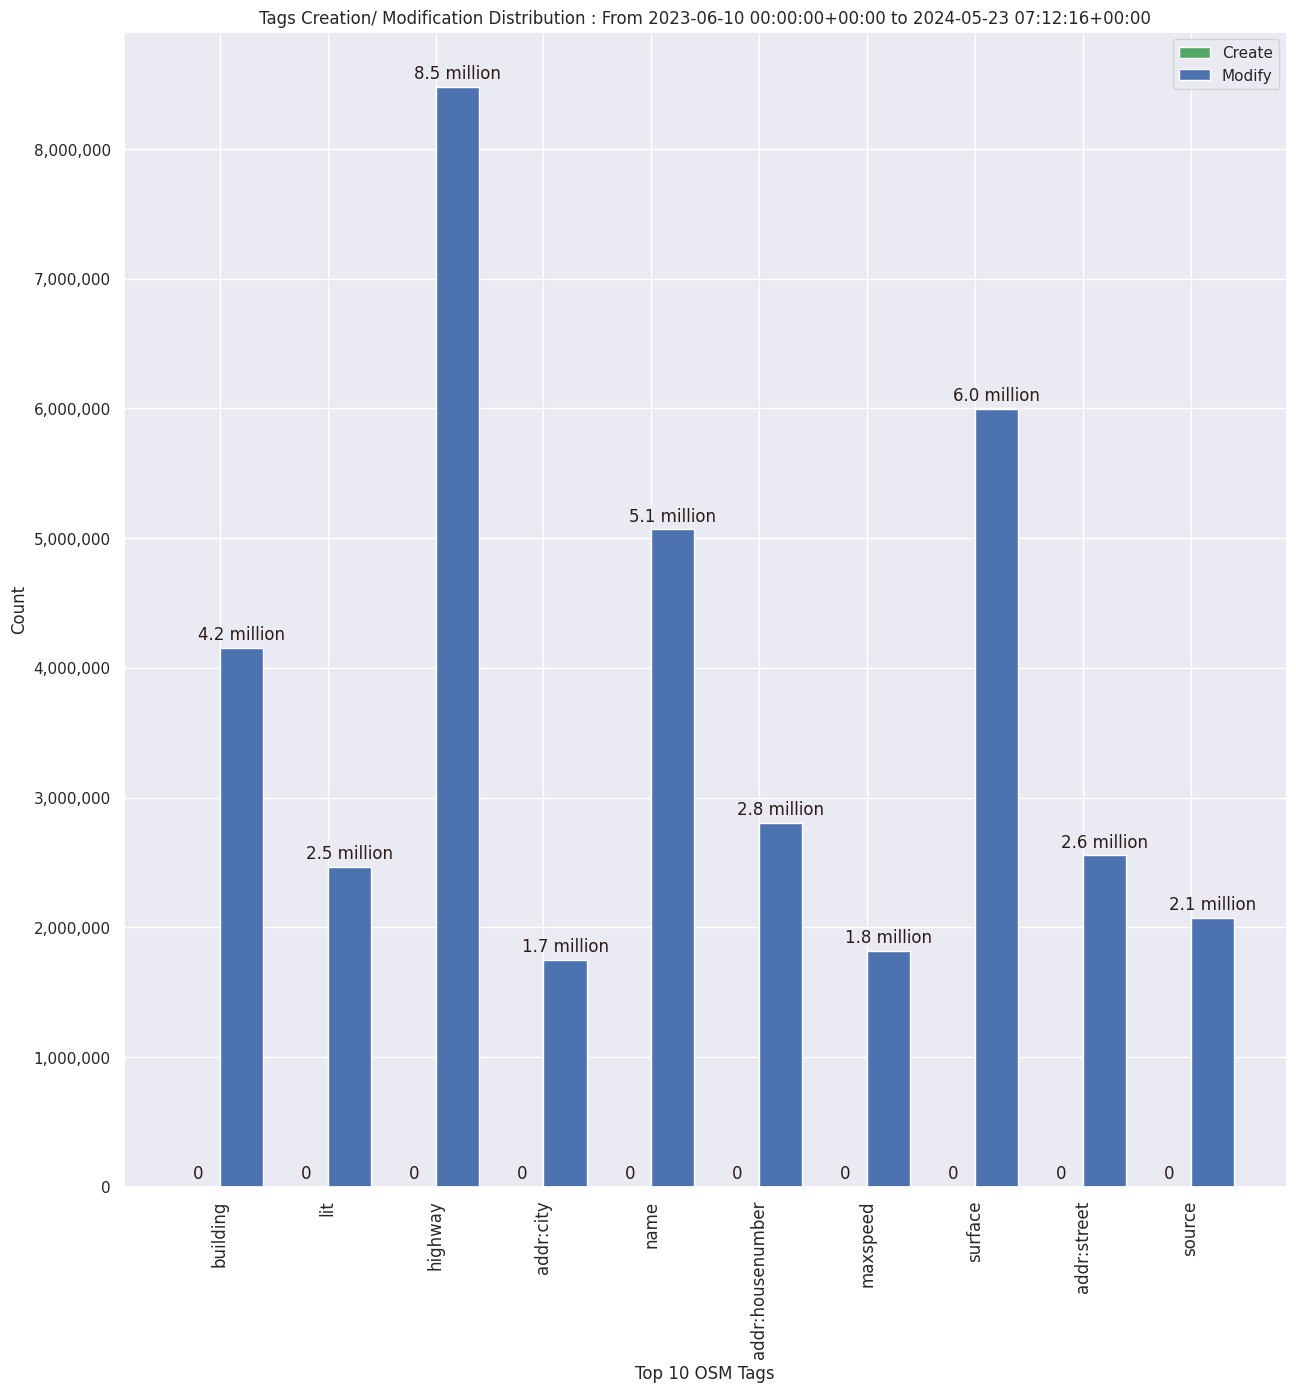 Tags Creation/ Modification Distribution : From 2023-06-10 00:00:00+00:00 to 2024-05-23 07:12:16+00:00
Create
Modify
8.5 million
8,000,000
7,000,000
6.0 million
6,000,000
5.1 million
5,000,000
Count
4.2 million
4,000,000
3,000,000
2.8 million
2.6 million
2.5 million
2.1 million
2,000,000
1.8 million
1.7 million
1,000,000
0
0
0
0
0
0
0
0
0
0
0
building
lit
highway
addr:city
name
addr:housenumber
maxspeed
surface
addr:street
source
Top 10 OSM Tags